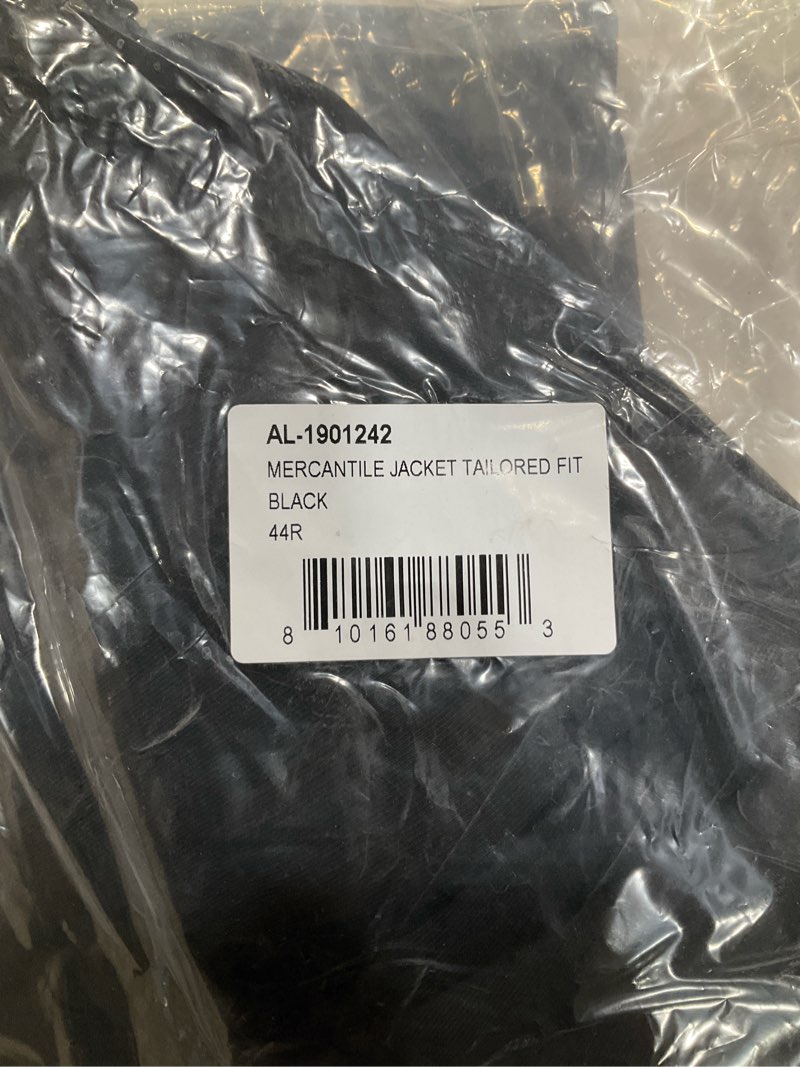 AL-1901242
MERCANTILE JACKET TAILORED FIT
BLACK
44R
8 10161 88055 3